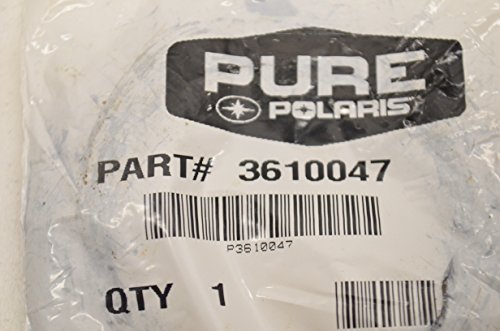 PURE
POLARIS
PART# 3610047
P3610047
QTY 1